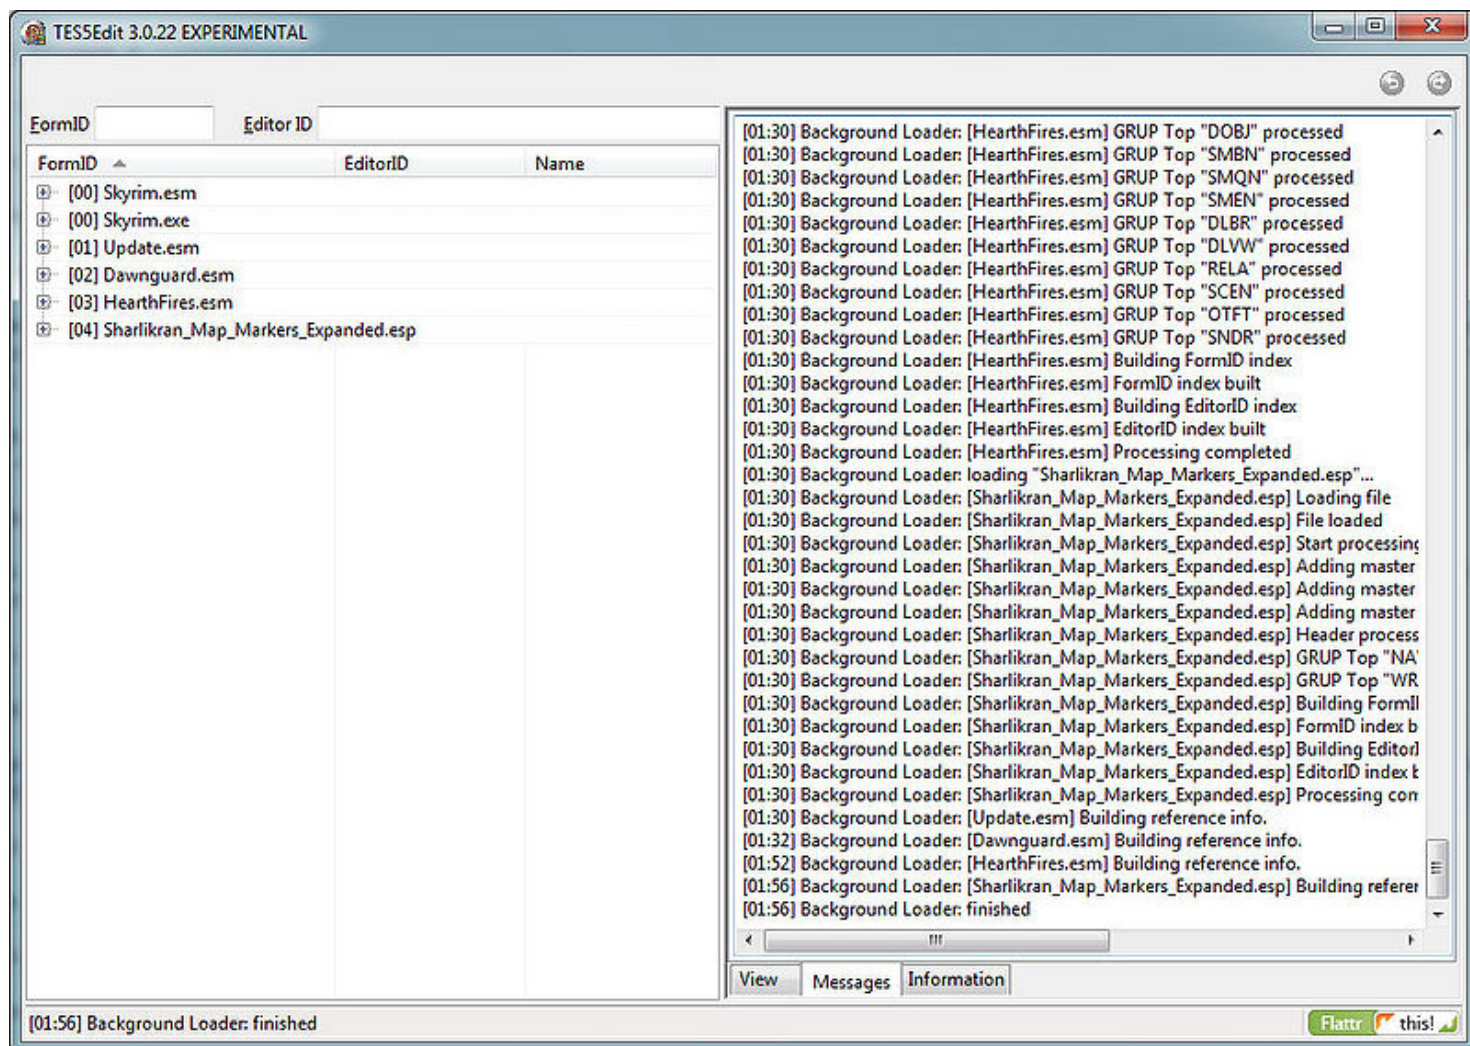 TES5Edit 3.0.22 EXPERIMENTAL
FormID
Editor ID
FormID EditorID Name
[00] Skyrim.esm
[00] Skyrim.exe
[01] Update.esm
[02] Dawnguard.esm
[03] HearthFires.esm
[04] Sharlikran_Map_Markers_Expanded.esp
[01:30] Background Loader: [HearthFires.esm] GRUP Top "DOBJ" processed
[01:30] Background Loader: [HearthFires.esm] GRUP Top "SMBN" processed
[01:30] Background Loader: [HearthFires.esm] GRUP Top "SMQN" processed
[01:30] Background Loader: [HearthFires.esm] GRUP Top "SMEN" processed
[01:30] Background Loader: [HearthFires.esm] GRUP Top "DLBR" processed
[01:30] Background Loader: [HearthFires.esm] GRUP Top "DLVW" processed
[01:30] Background Loader: [HearthFires.esm] GRUP Top "RELA" processed
[01:30] Background Loader: [HearthFires.esm] GRUP Top "SCEN" processed
[01:30] Background Loader: [HearthFires.esm] GRUP Top "OTFT" processed
[01:30] Background Loader: [HearthFires.esm] GRUP Top "SNDR" processed
[01:30] Background Loader: [HearthFires.esm] Building FormID index
[01:30] Background Loader: [HearthFires.esm] FormID index built
[01:30] Background Loader: [HearthFires.esm] Building EditorID index
[01:30] Background Loader: [HearthFires.esm] EditorID index built
[01:30] Background Loader: [HearthFires.esm] Processing completed
[01:30] Background Loader: loading "Sharlikran_Map_Markers_Expanded.esp"...
[01:30] Background Loader: [Sharlikran_Map_Markers_Expanded.esp] Loading file
[01:30] Background Loader: [Sharlikran_Map_Markers_Expanded.esp] File loaded
[01:30] Background Loader: [Sharlikran_Map_Markers_Expanded.esp] Start processing
[01:30] Background Loader: [Sharlikran_Map_Markers_Expanded.esp] Adding master
[01:30] Background Loader: [Sharlikran_Map_Markers_Expanded.esp] Adding master
[01:30] Background Loader: [Sharlikran_Map_Markers_Expanded.esp] Adding master
[01:30] Background Loader: [Sharlikran_Map_Markers_Expanded.esp] Header process
[01:30] Background Loader: [Sharlikran_Map_Markers_Expanded.esp] GRUP Top "NA
[01:30] Background Loader: [Sharlikran_Map_Markers_Expanded.esp] GRUP Top "WR
[01:30] Background Loader: [Sharlikran_Map_Markers_Expanded.esp] Building FormI
[01:30] Background Loader: [Sharlikran_Map_Markers_Expanded.esp] FormID index b
[01:30] Background Loader: [Sharlikran_Map_Markers_Expanded.esp] Building Editor
[01:30] Background Loader: [Sharlikran_Map_Markers_Expanded.esp] EditorID index b
[01:30] Background Loader: [Sharlikran_Map_Markers_Expanded.esp] Processing com
[01:30] Background Loader: [Update.esm] Building reference info.
[01:32] Background Loader: [Dawnguard.esm] Building reference info.
[01:52] Background Loader: [HearthFires.esm] Building reference info.
[01:56] Background Loader: [Sharlikran_Map_Markers_Expanded.esp] Building referer
[01:56] Background Loader: finished
View Messages Information
[01:56] Background Loader: finished
Flattr this!